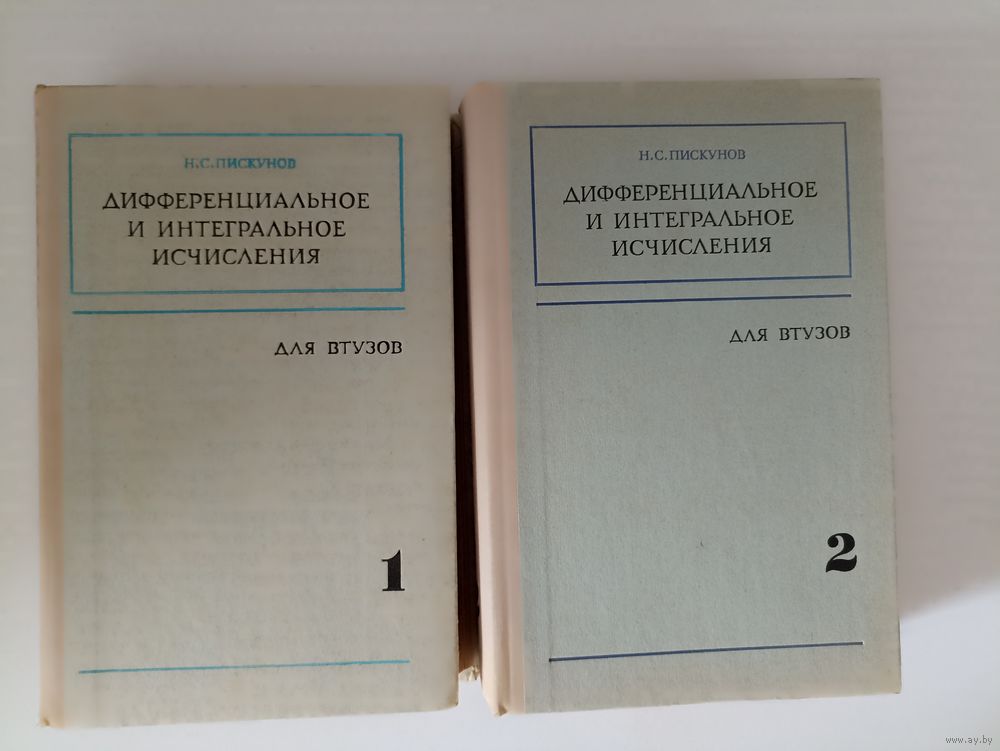 Н.С.ПИСКУНОВ
ДИФФЕРЕНЦИАЛЬНОЕ
И ИНТЕГРАЛЬНОЕ
ИСЧИСЛЕНИЯ
ДЛЯ ВТУЗОВ
1
Н.С.ПИСКУНОВ
ДИФФЕРЕНЦИАЛЬНОЕ
И ИНТЕГРАЛЬНОЕ
ИСЧИСЛЕНИЯ
ДЛЯ ВТУЗОВ
2
www.ay.by